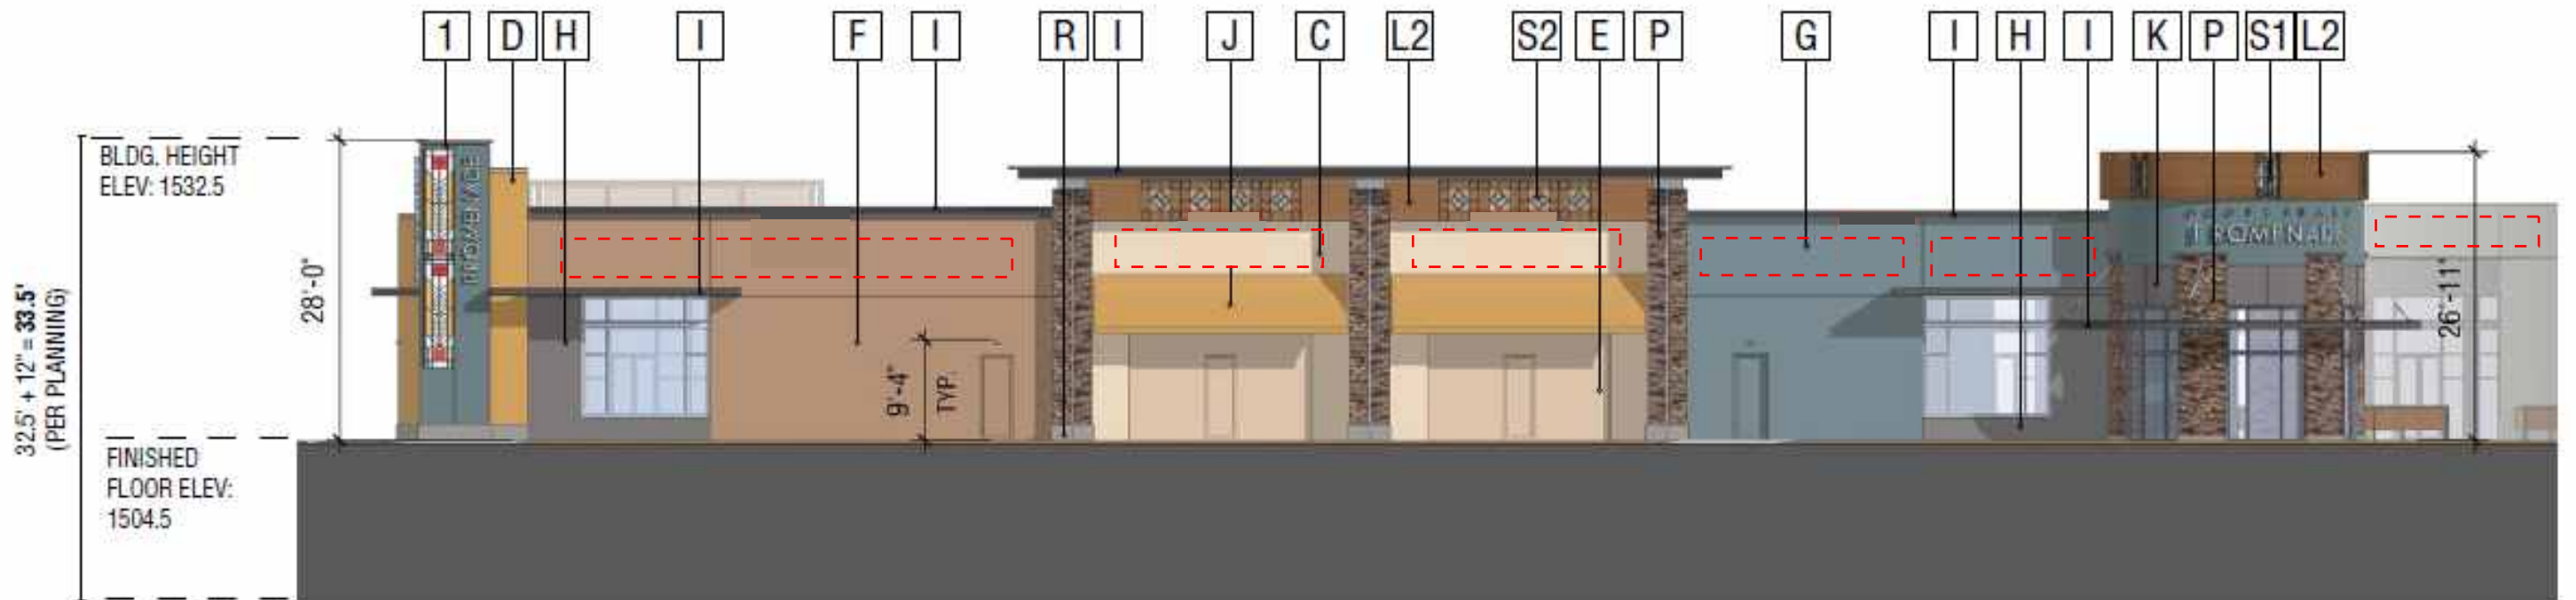 1 D H I F I R I J C L2 S2 E P G I H I K P S1 L2
BLDG. HEIGHT
ELEV: 1532.5
PROMENADE
PROMENADE
28'-0"
26'-11"
32.5' + 12" = 33.5'
(PER PLANNING)
9'-4"
TYP.
FINISHED
FLOOR ELEV:
1504.5